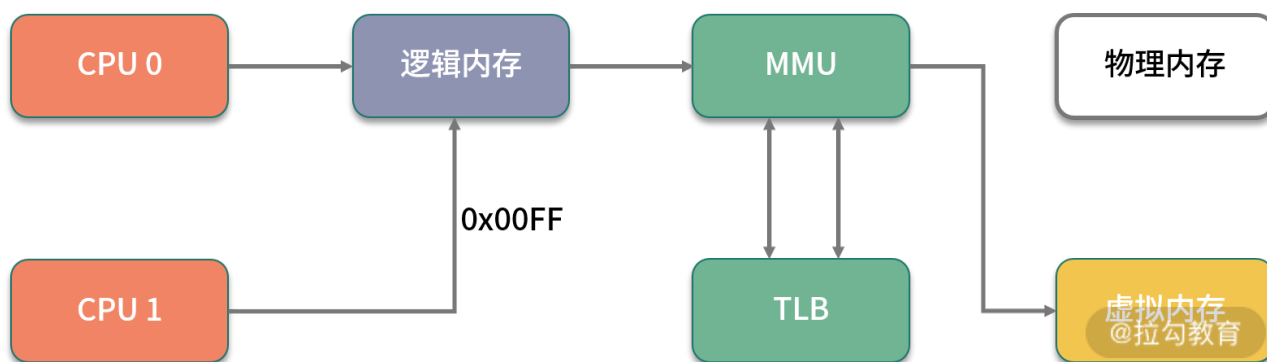 CPU 0
逻辑内存
MMU
物理内存
0x00FF
CPU 1
TLB
虚拟内存
@拉勾教育